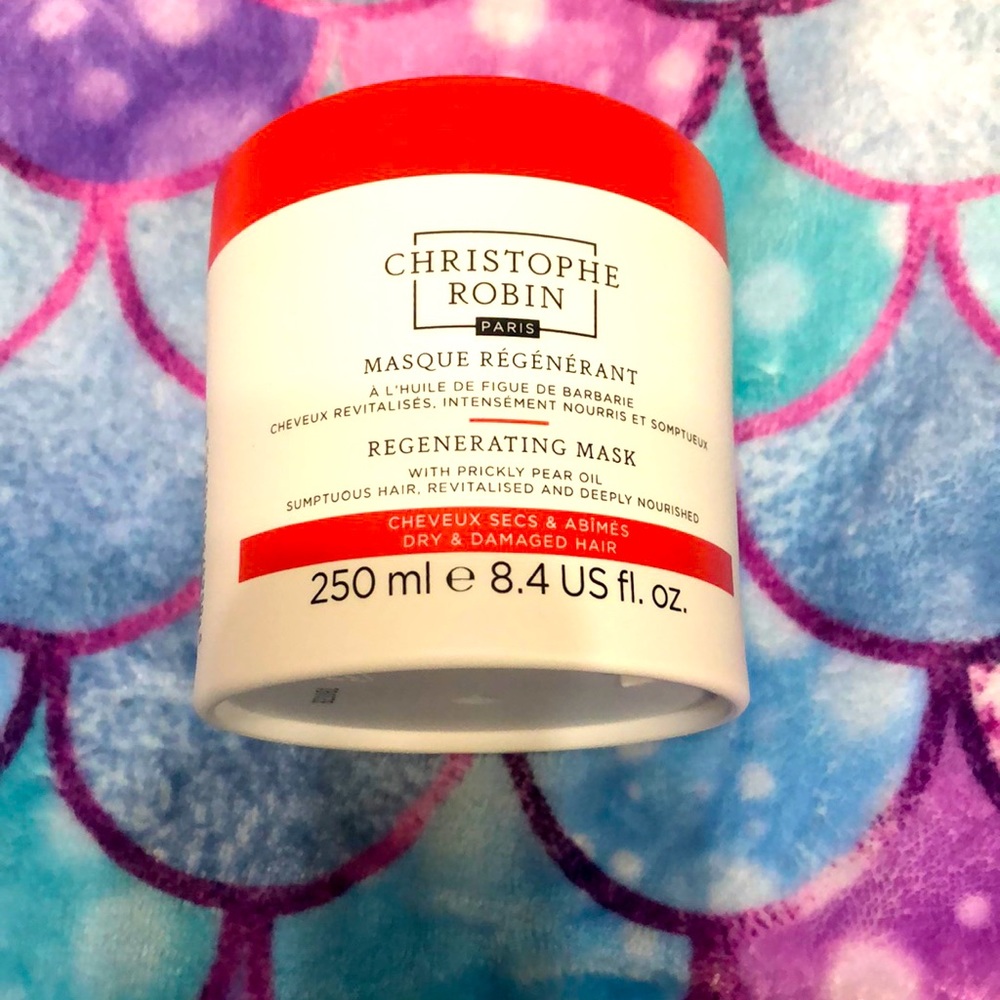 CHRISTOPHE
ROBIN
PARIS
MASQUE RÉGÉNÉRANT
À L'HUILE DE FIGUE DE BARBARIE
CHEVEUX REVITALISÉS, INTENSÉMENT NOURRIS ET SOMPTUEUX
REGENERATING MASK
WITH PRICKLY PEAR OIL
SUMPTUOUS HAIR, REVITALISED AND DEEPLY NOURISHED
CHEVEUX SECS & ABÎMÉS
DRY & DAMAGED HAIR
250 ml ℮ 8.4 US fl. oz.